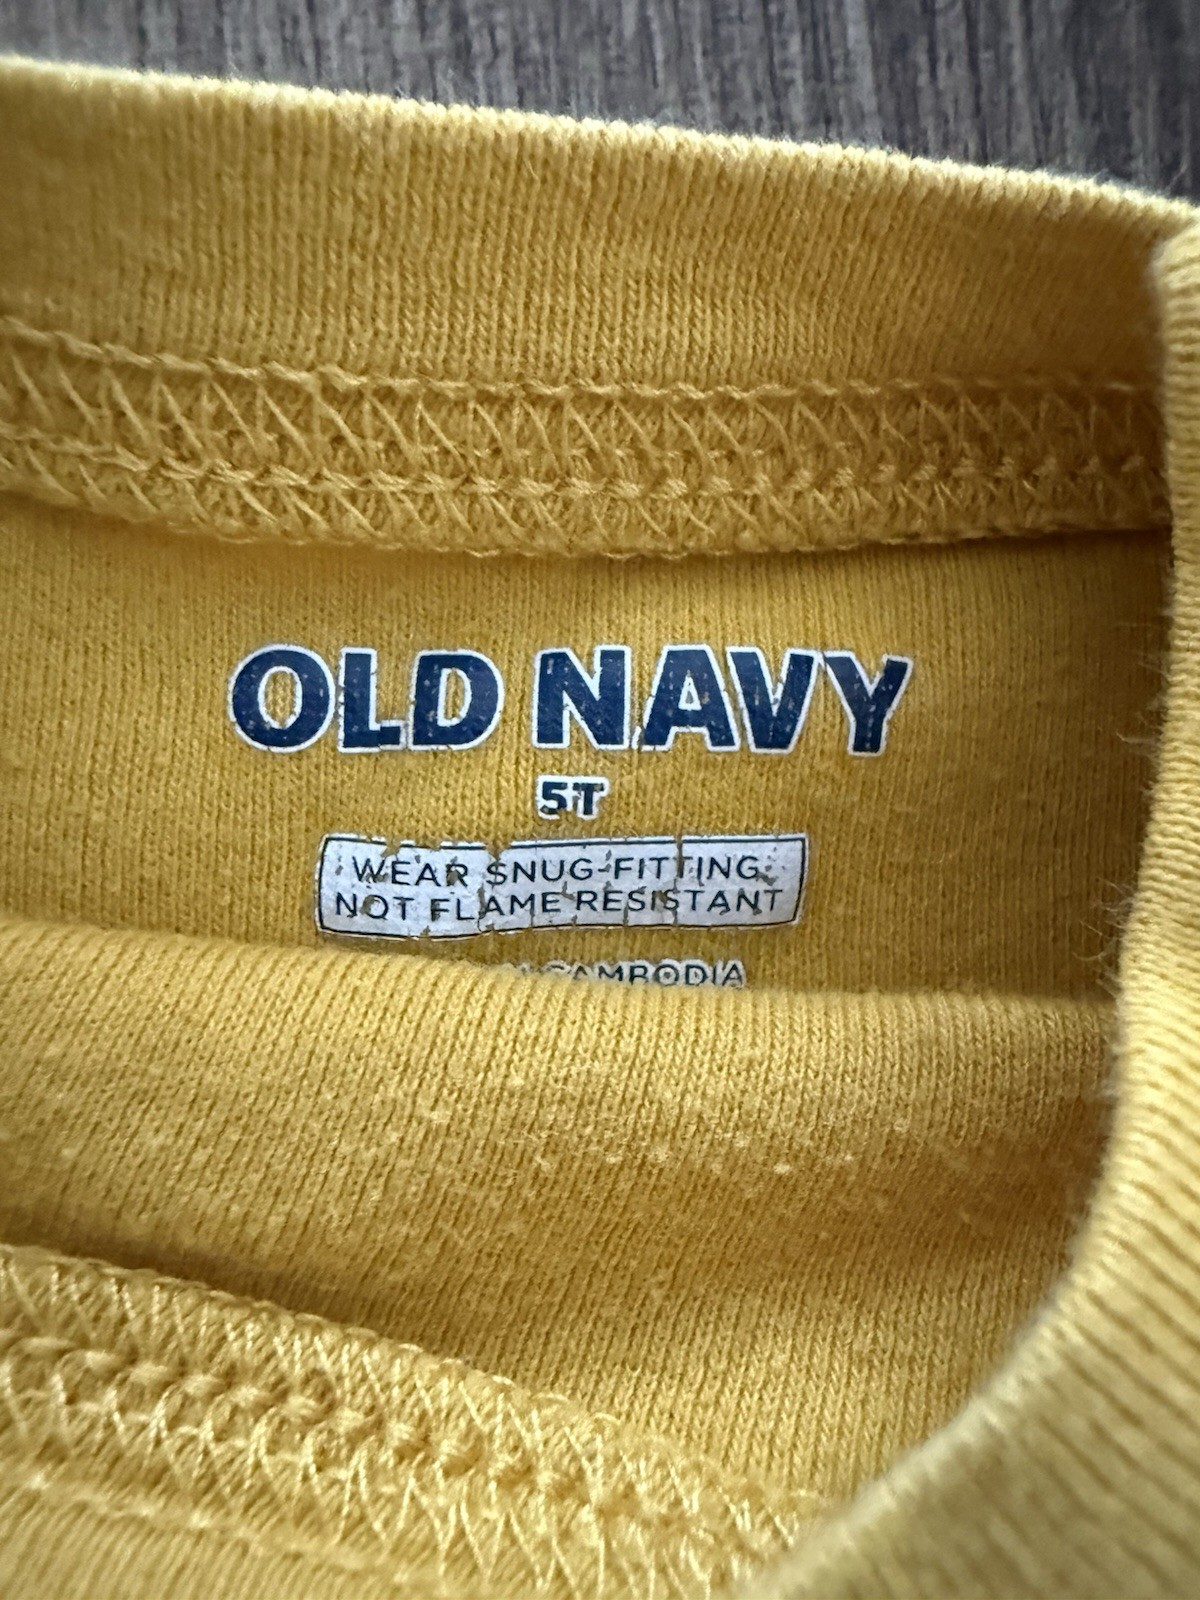 OLD NAVY
5T
WEAR SNUG-FITTING
NOT FLAME RESISTANT
CAMBODIA